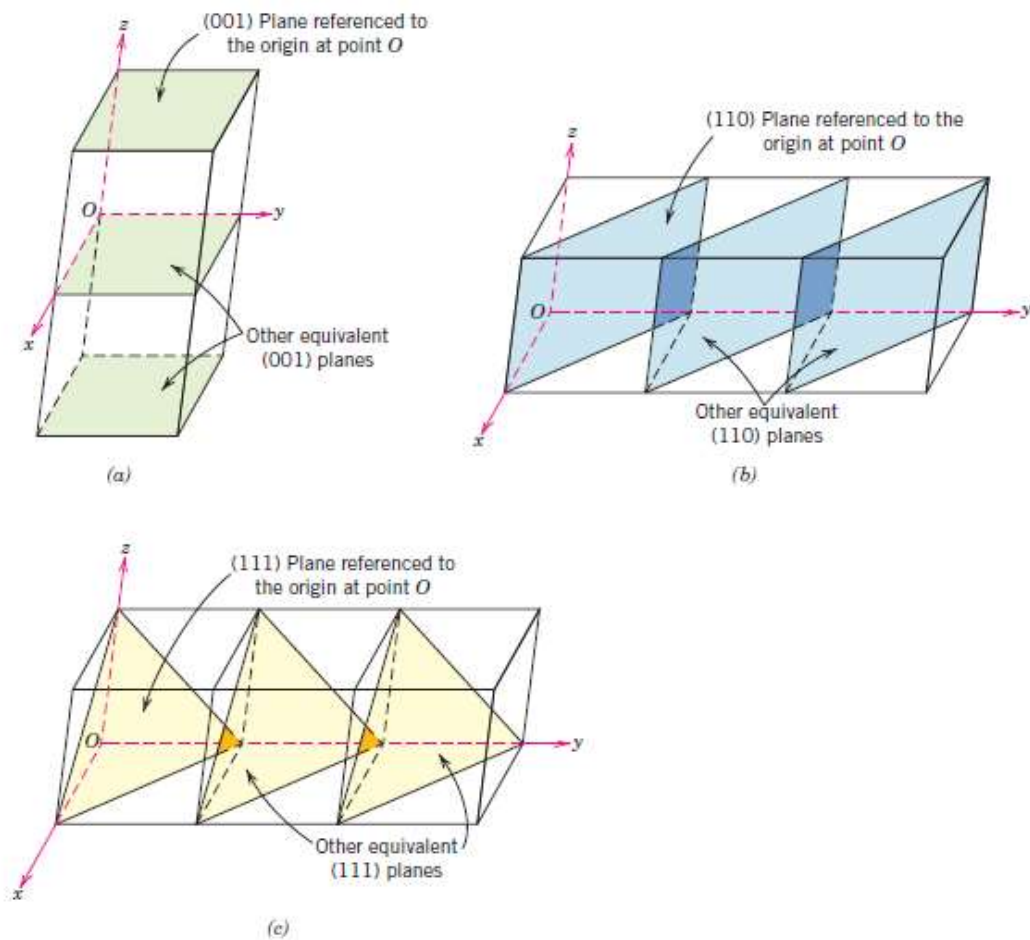 z
(001) Plane referenced to
the origin at point O
O
y
x
Other equivalent
(001) planes
(a)
z
(110) Plane referenced to the
origin at point O
O
y
x
Other equivalent
(110) planes
(b)
z
(111) Plane referenced to
the origin at point O
O
y
x
Other equivalent
(111) planes
(c)